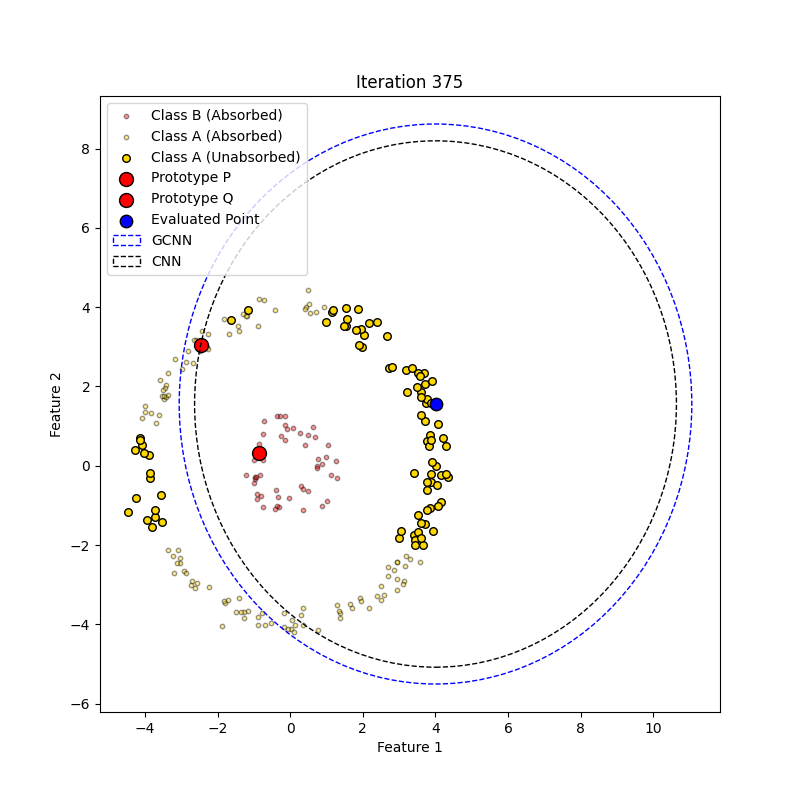 Iteration 375
Class B (Absorbed)
Class A (Absorbed)
Class A (Unabsorbed)
Prototype P
Prototype Q
Evaluated Point
GCNN
CNN
8
6
4
2
0
−2
−4
−6
Feature 2
−4 −2 0 2 4 6 8 10
Feature 1